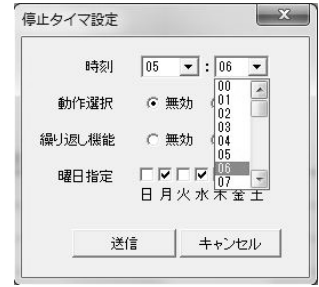 停止タイマ設定
時刻 05 : 06
00
動作選択 無効 01
02
03
繰り返し機能 無効 04
05
06
曜日指定 07
日 月 火 水 木 金 土
送信 キャンセル